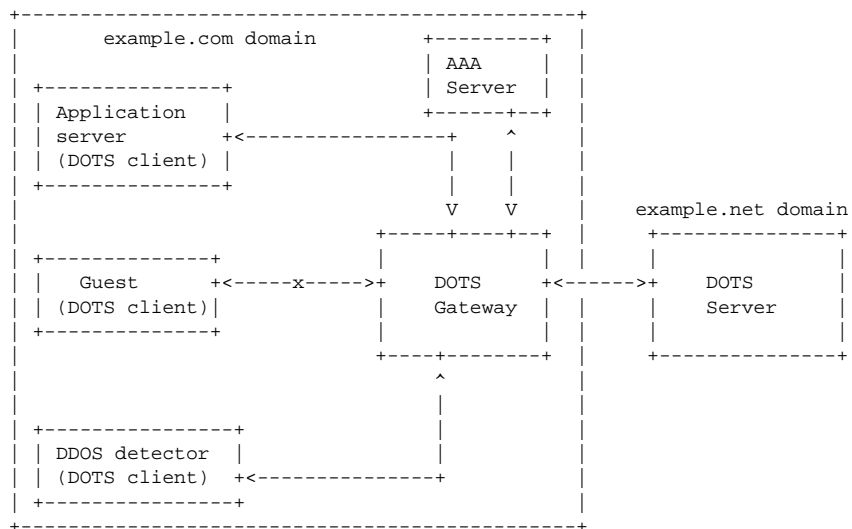 example.com domain
AAA
Server
Application
server
(DOTS client)
example.net domain
Guest
(DOTS client)
x
DOTS
Gateway
DOTS
Server
DDOS detector
(DOTS client)